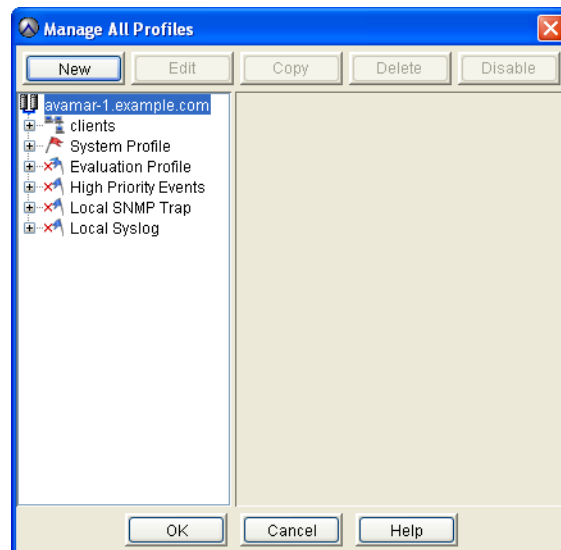 Manage All Profiles
New
Edit
Copy
Delete
Disable
avamar-1.example.com
clients
System Profile
Evaluation Profile
High Priority Events
Local SNMP Trap
Local Syslog
OK
Cancel
Help